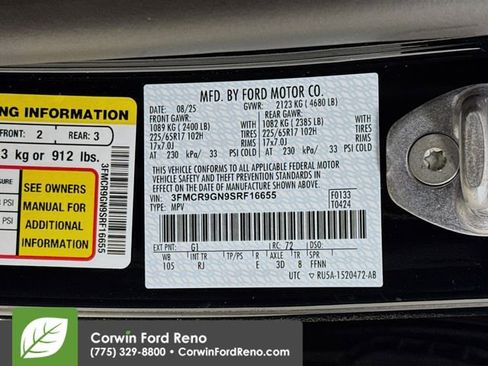 MFD. BY FORD MOTOR CO.
DATE: 08/25 GVWR: 2123 KG (4680 LB)
FRONT GAWR: REAR GAWR:
1089 KG (2400 LB) 1082 KG (2385 LB)
225/65R17 102H TIRES 225/65R17 102H TIRES
17x7.0J RIMS 17x7.0J RIMS
AT 230 kPa/ 33 PSI COLD AT 230 kPa/ 33 PSI COLD
THIS VEHICLE CONFORMS TO ALL APPLICABLE FEDERAL MOTOR
VEHICLE SAFETY AND THEFT PREVENTION STANDARDS IN
EFFECT ON THE DATE OF MANUFACTURE SHOWN ABOVE.
VIN: 3FMCR9GN9SRF16655 F0133
TYPE: MPV T0424
EXT PNT: G1 RC: 72 DSO:
WB INT TR TP/PS R AXLE TR SPR
105 RJ E 3D 8 FFNN
UTC RU5A-1520472-AB
NG INFORMATION
FRONT: 2 REAR: 3
3 kg or 912 lbs.
SURE
PSI
PSI
SEE OWNERS
MANUAL FOR
ADDITIONAL
INFORMATION
3FMCR9GN9SRF16655
Corwin Ford Reno
(775) 329-8800 • CorwinFordReno.com